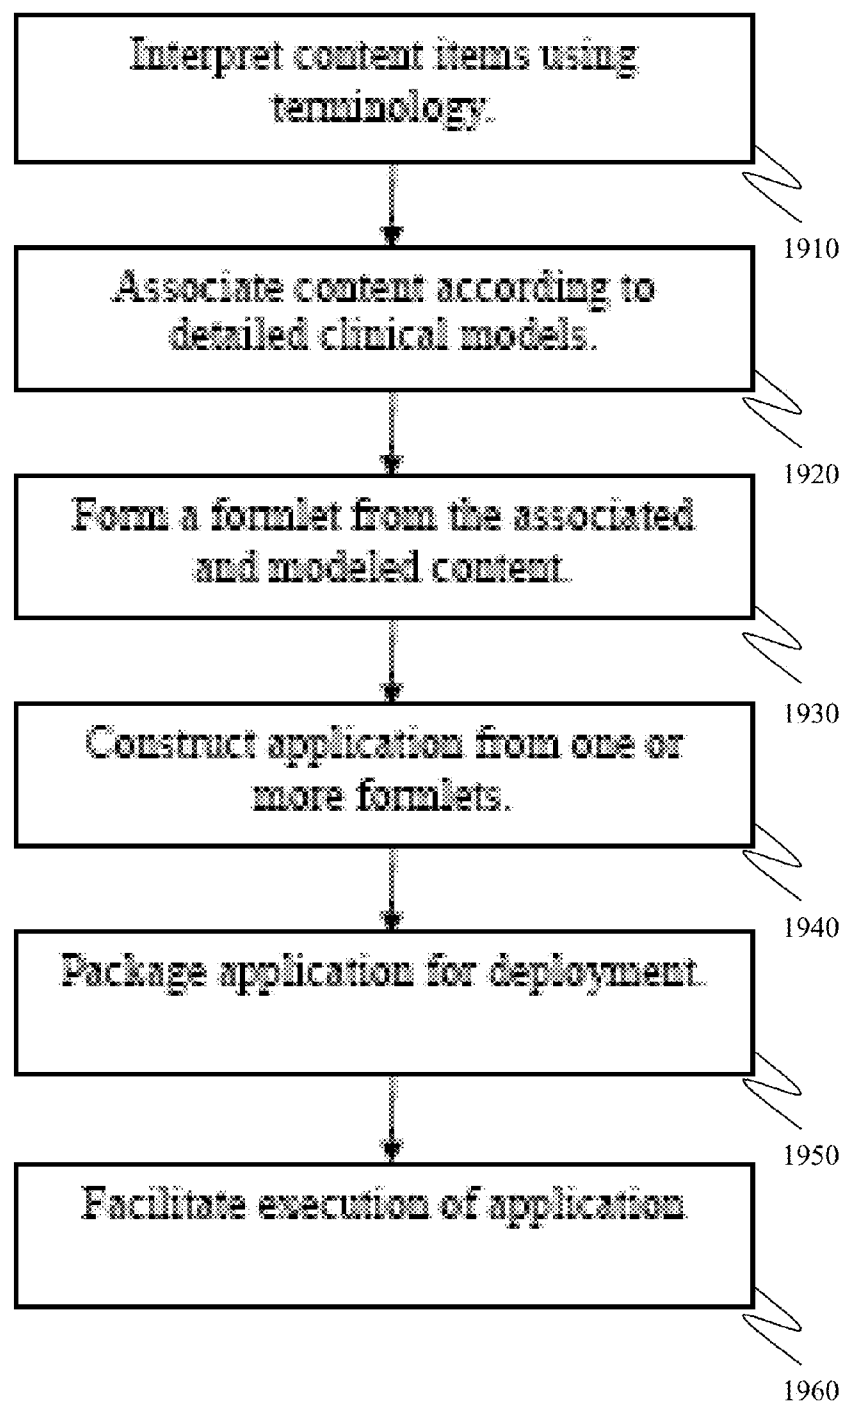 Interpret content items using
terminology.
1910
Associate content according to
detailed clinical models.
1920
Form a formlet from the associated
and modeled content.
1930
Construct application from one or
more formlets.
1940
Package application for deployment.
1950
Facilitate execution of application
1960